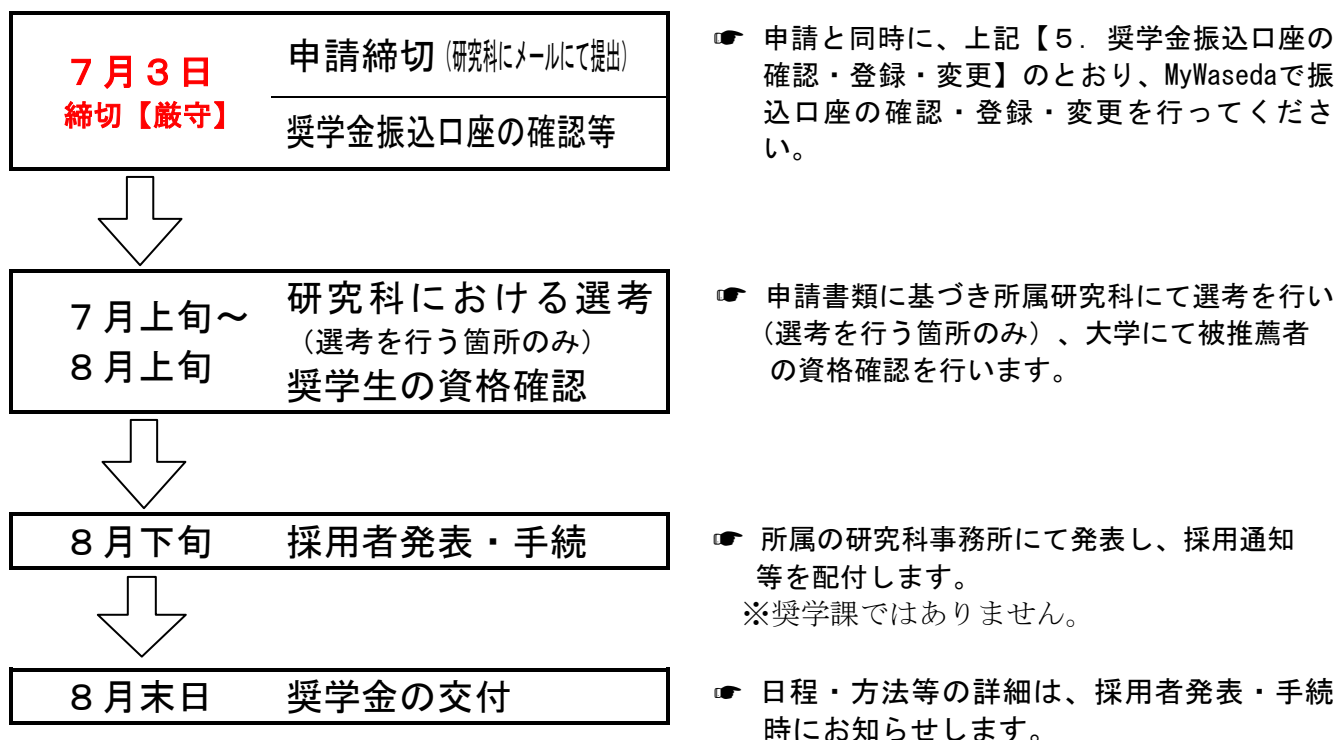 ７月３日
締切【厳守】
申請締切（研究科にメールにて提出）
奨学金振込口座の確認等
☛ 申請と同時に、上記【５．奨学金振込口座の
確認・登録・変更】のとおり、MyWasedaで振
込口座の確認・登録・変更を行ってくださ
い。
７月上旬～
８月上旬
研究科における選考
（選考を行う箇所のみ）
奨学生の資格確認
☛ 申請書類に基づき所属研究科にて選考を行い
（選考を行う箇所のみ）、大学にて被推薦者
の資格確認を行います。
８月下旬 採用者発表・手続
☛ 所属の研究科事務所にて発表し、採用通知
等を配付します。
※奨学課ではありません。
８月末日 奨学金の交付
☛ 日程・方法等の詳細は、採用者発表・手続
時にお知らせします。